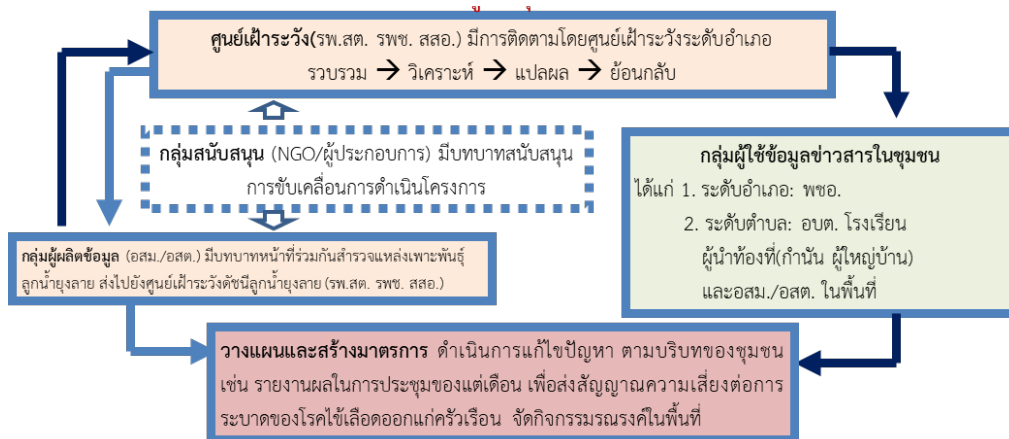 ศูนย์เฝ้าระวัง(รพ.สต. รพช. สสอ.) มีการติดตามโดยศูนย์เฝ้าระวังระดับอำเภอ
รวบรวม → วิเคราะห์ → แปลผล → ย้อนกลับ
กลุ่มสนับสนุน (NGO/ผู้ประกอบการ) มีบทบาทสนับสนุน
การขับเคลื่อนการดำเนินโครงการ
กลุ่มผู้ผลิตข้อมูล (อสม./อสต.) มีบทบาทหน้าที่ร่วมกันสำรวจแหล่งเพาะพันธุ์
ลูกน้ำยุงลาย ส่งไปยังศูนย์เฝ้าระวังดัชนีลูกน้ำยุงลาย (รพ.สต. รพช. สสอ.)
กลุ่มผู้ใช้ข้อมูลข่าวสารในชุมชน
ได้แก่ 1. ระดับอำเภอ: พชอ.
2. ระดับตำบล: อบต. โรงเรียน
ผู้นำท้องที่(กำนัน ผู้ใหญ่บ้าน)
และอสม./อสต. ในพื้นที่
วางแผนและสร้างมาตรการ ดำเนินการแก้ไขปัญหา ตามบริบทของชุมชน
เช่น รายงานผลในการประชุมของแต่เดือน เพื่อส่งสัญญาณความเสี่ยงต่อการ
ระบาดของโรคไข้เลือดออกแก่ครัวเรือน จัดกิจกรรมรณรงค์ในพื้นที่